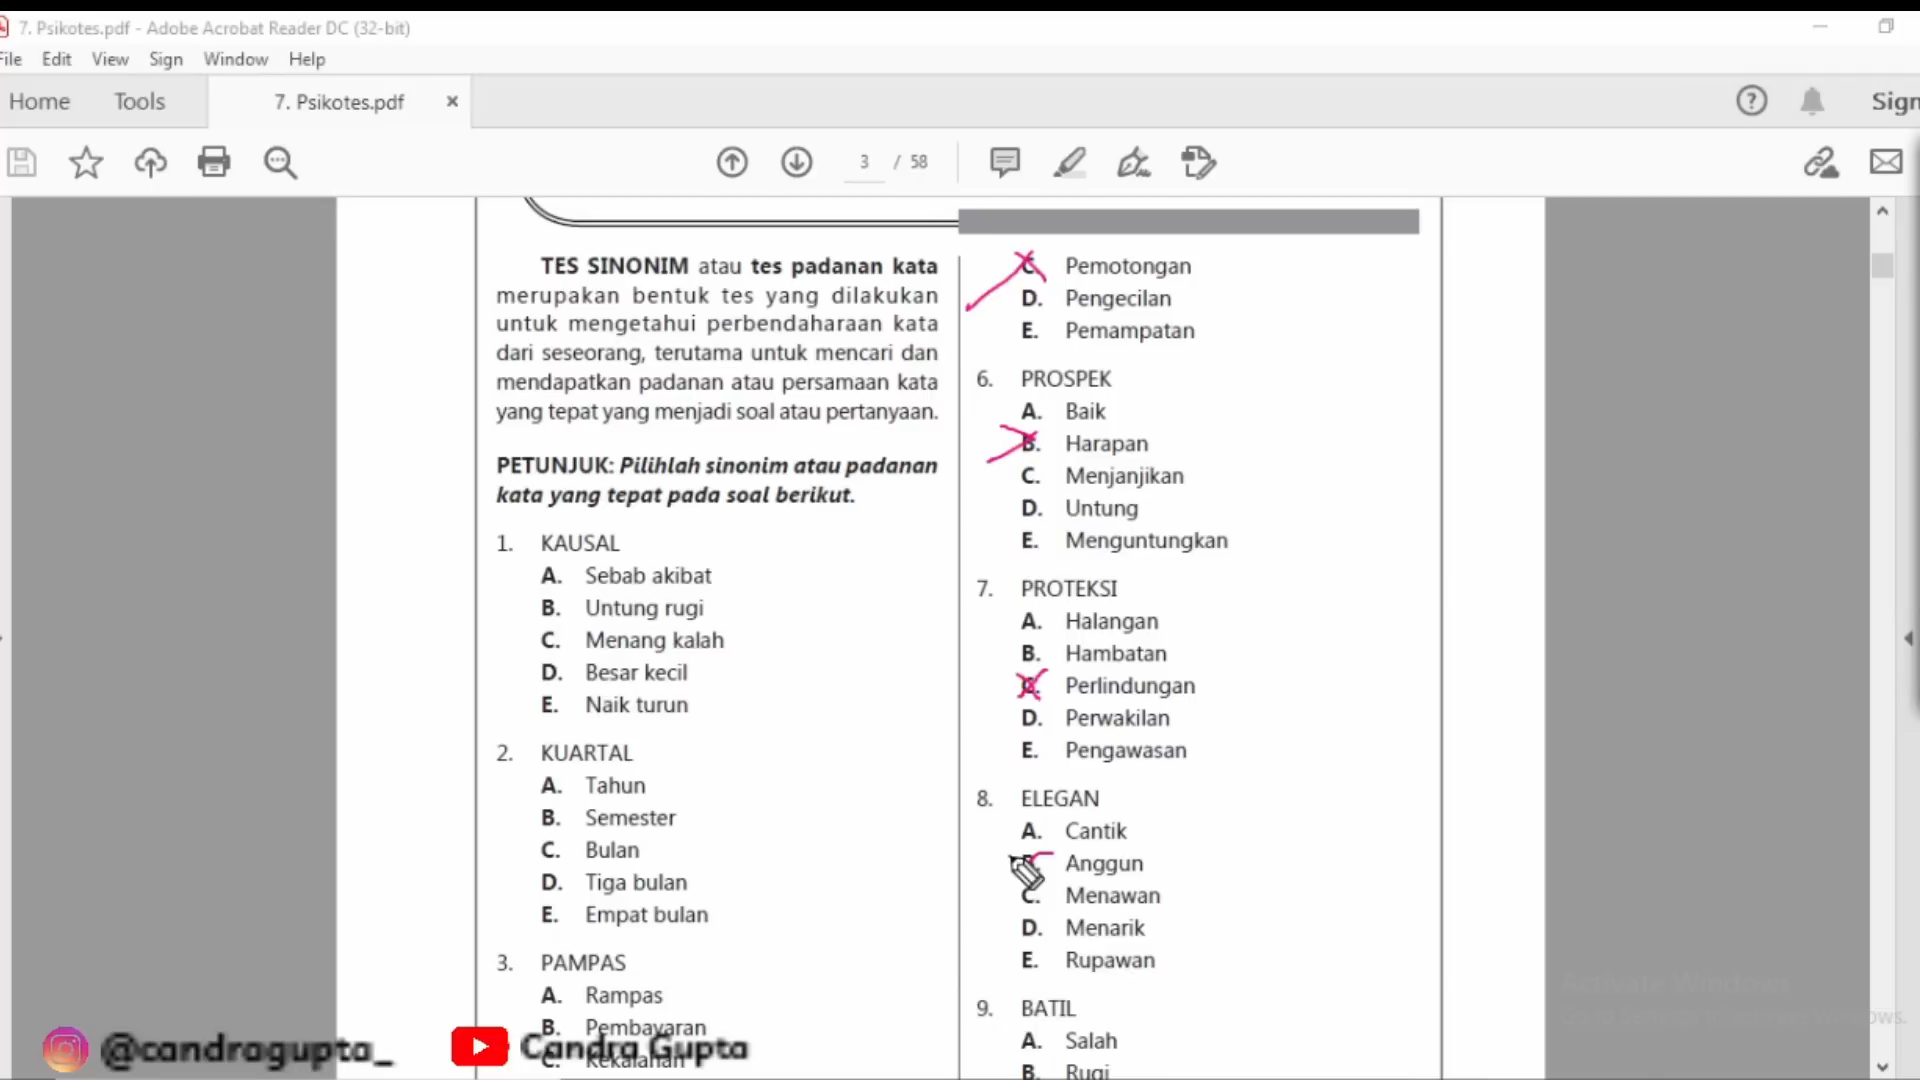 7. Psikotes.pdf - Adobe Acrobat Reader DC (32-bit)
File Edit View Sign Window Help
Home Tools 7. Psikotes.pdf × Sign
3 / 58
TES SINONIM atau tes padanan kata
merupakan bentuk tes yang dilakukan
untuk mengetahui perbendaharaan kata
dari seseorang, terutama untuk mencari dan
mendapatkan padanan atau persamaan kata
yang tepat yang menjadi soal atau pertanyaan.
PETUNJUK: Pilihlah sinonim atau padanan
kata yang tepat pada soal berikut.
1. KAUSAL
A. Sebab akibat
B. Untung rugi
C. Menang kalah
D. Besar kecil
E. Naik turun
2. KUARTAL
A. Tahun
B. Semester
C. Bulan
D. Tiga bulan
E. Empat bulan
3. PAMPAS
A. Rampas
B. Pembayaran
C. Kekalahan
C. Pemotongan
D. Pengecilan
E. Pemampatan
6. PROSPEK
A. Baik
B. Harapan
C. Menjanjikan
D. Untung
E. Menguntungkan
7. PROTEKSI
A. Halangan
B. Hambatan
C. Perlindungan
D. Perwakilan
E. Pengawasan
8. ELEGAN
A. Cantik
B. Anggun
C. Menawan
D. Menarik
E. Rupawan
9. BATIL
A. Salah
B. Rugi
@candragupta_ Candra Gupta
Activate Windows